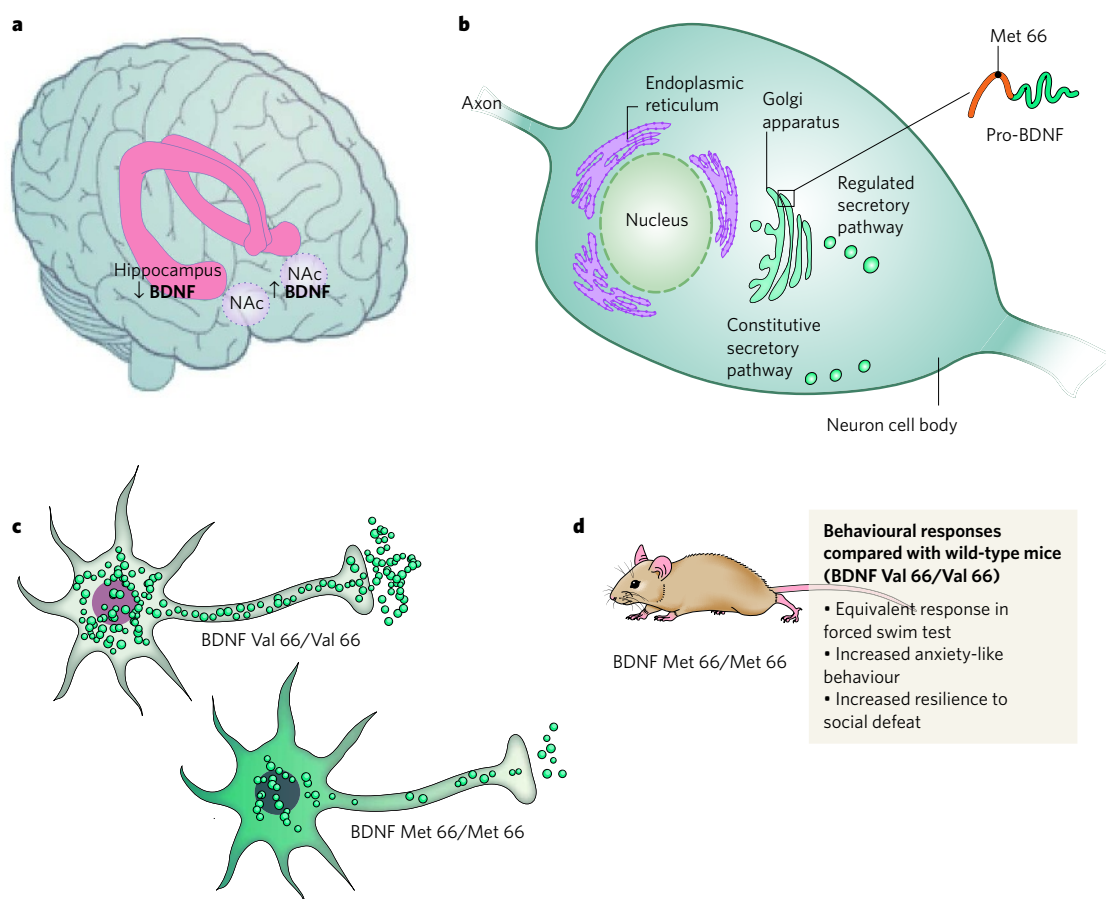 a
Hippocampus
↓ BDNF
NAc
↑ BDNF
NAc
b
Axon
Endoplasmic
reticulum
Golgi
apparatus
Met 66
Pro-BDNF
Nucleus
Regulated
secretory
pathway
Constitutive
secretory
pathway
Neuron cell body
c
BDNF Val 66/Val 66
BDNF Met 66/Met 66
d
BDNF Met 66/Met 66
Behavioural responses
compared with wild-type mice
(BDNF Val 66/Val 66)
• Equivalent response in
forced swim test
• Increased anxiety-like
behaviour
• Increased resilience to
social defeat